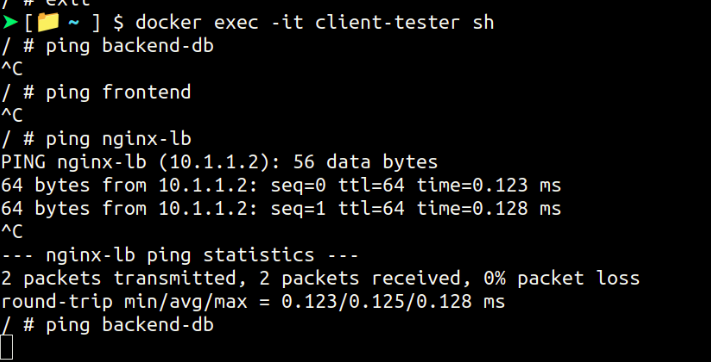 / # exit
➤[📁 ~ ] $ docker exec -it client-tester sh
/ # ping backend-db
^C
/ # ping frontend
^C
/ # ping nginx-lb
PING nginx-lb (10.1.1.2): 56 data bytes
64 bytes from 10.1.1.2: seq=0 ttl=64 time=0.123 ms
64 bytes from 10.1.1.2: seq=1 ttl=64 time=0.128 ms
^C
--- nginx-lb ping statistics ---
2 packets transmitted, 2 packets received, 0% packet loss
round-trip min/avg/max = 0.123/0.125/0.128 ms
/ # ping backend-db